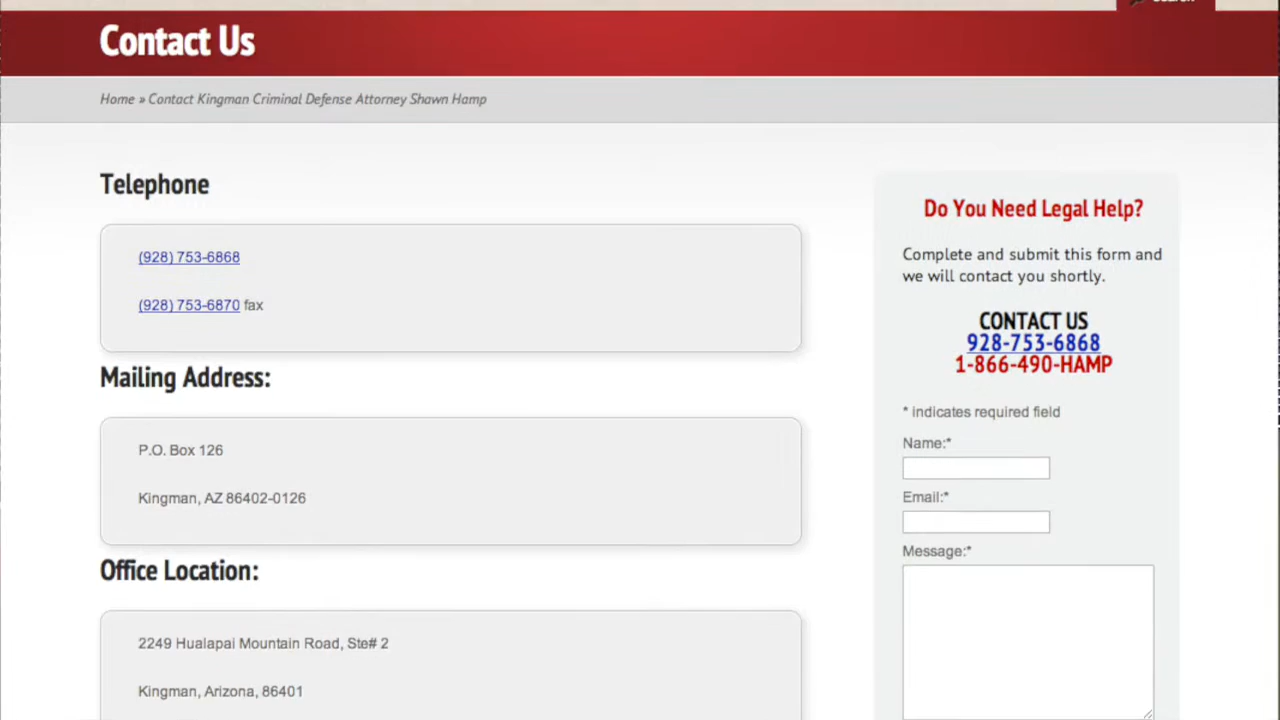 Search
Contact Us
Home » Contact Kingman Criminal Defense Attorney Shawn Hamp
Telephone
(928) 753-6868
(928) 753-6870 fax
Mailing Address:
P.O. Box 126
Kingman, AZ 86402-0126
Office Location:
2249 Hualapai Mountain Road, Ste# 2
Kingman, Arizona, 86401
Do You Need Legal Help?
Complete and submit this form and
we will contact you shortly.
CONTACT US
928-753-6868
1-866-490-HAMP
* indicates required field
Name:*
Email:*
Message:*